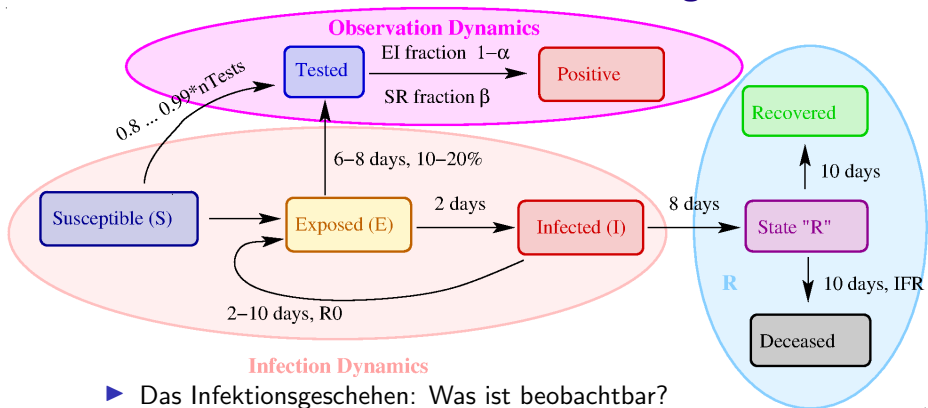 Observation Dynamics
EI fraction 1−α
Tested
Positive
SR fraction β
0.8 ... 0.99*nTests
Recovered
6−8 days, 10−20%
10 days
2 days
8 days
Susceptible (S)
Exposed (E)
Infected (I)
State "R"
R
10 days, IFR
2−10 days, R0
Deceased
Infection Dynamics
Das Infektionsgeschehen: Was ist beobachtbar?